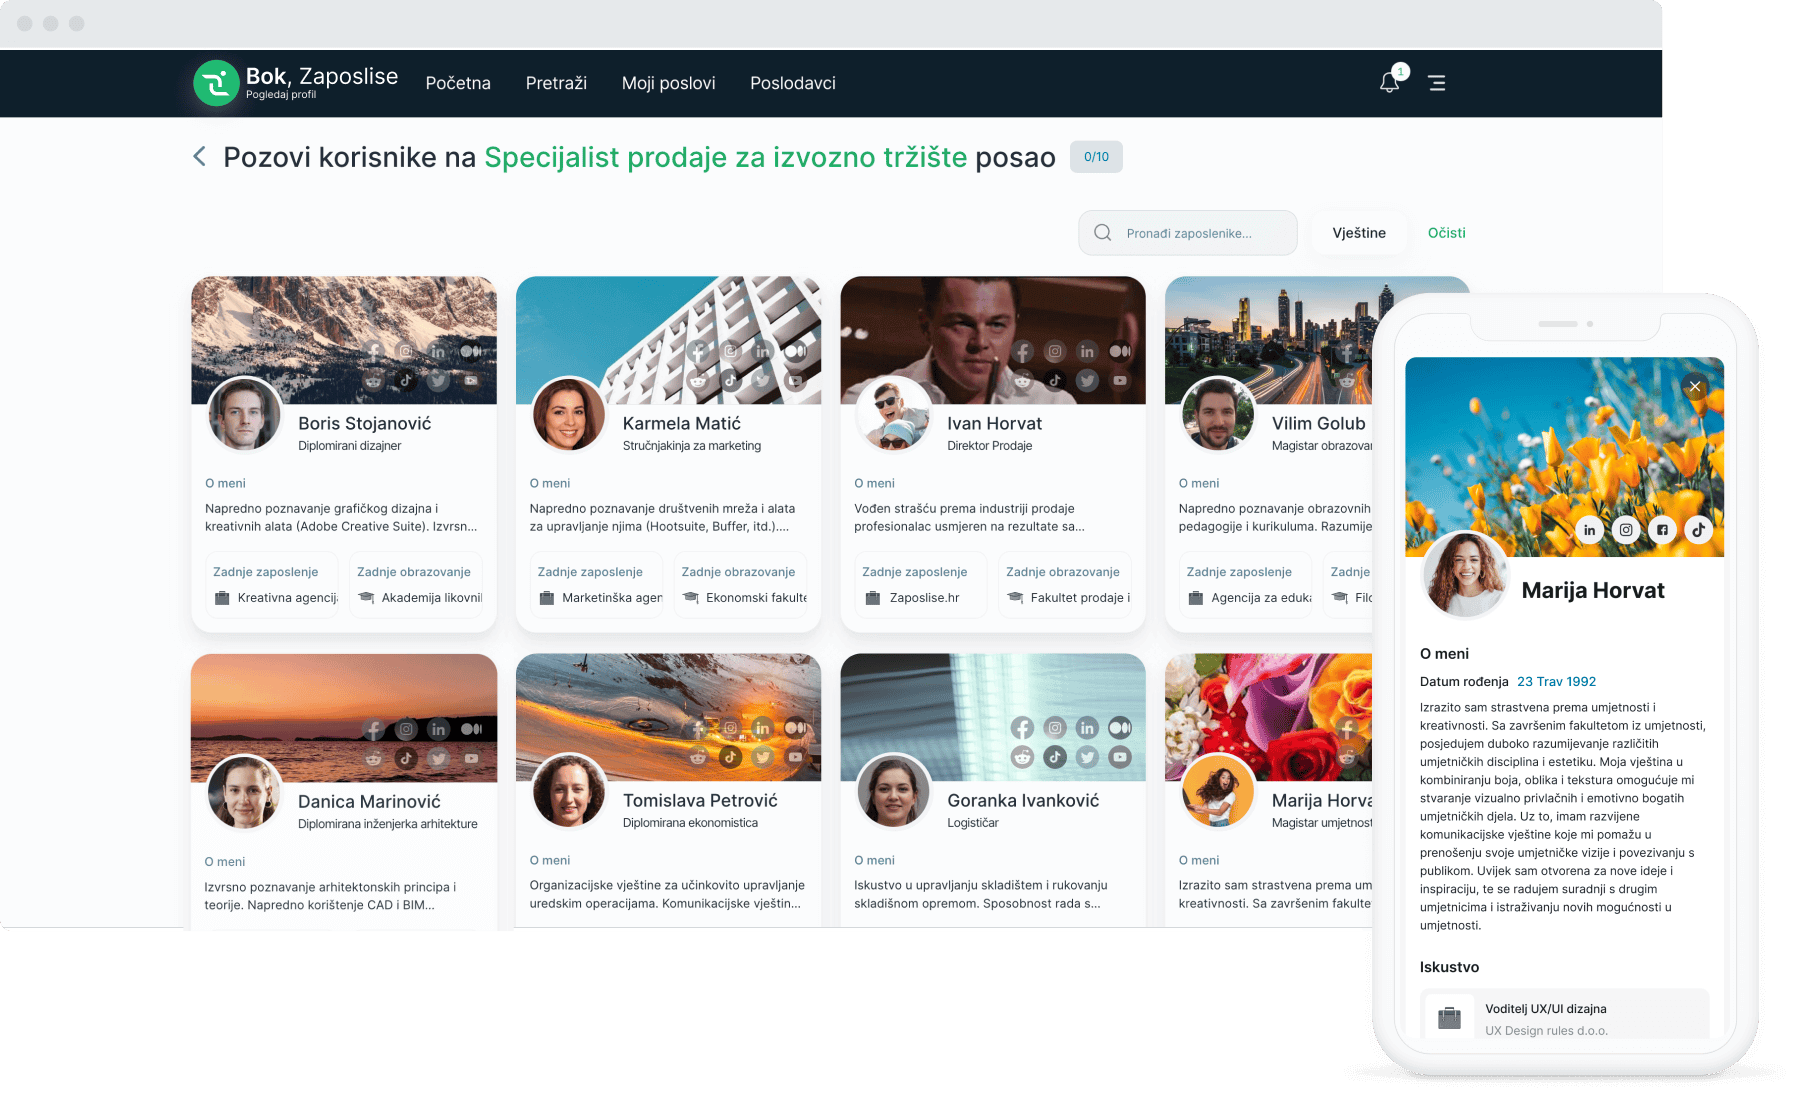 Bok, Zaposlise
Pogledaj profil
Početna
Pretraži
Moji poslovi
Poslodavci
1
Pozovi korisnike na Specijalist prodaje za izvozno tržište posao
0/10
Pronađi zaposlenike...
Vještine
Očisti
Boris Stojanović
Diplomirani dizajner
O meni
Napredno poznavanje grafičkog dizajna i
kreativnih alata (Adobe Creative Suite). Izvrsn...
Zadnje zaposlenje
Kreativna agencij
Zadnje obrazovanje
Akademija likovni
Karmela Matić
Stručnjakinja za marketing
O meni
Napredno poznavanje društvenih mreža i alata
za upravljanje njima (Hootsuite, Buffer, itd.)....
Zadnje zaposlenje
Marketinška agen
Zadnje obrazovanje
Ekonomski fakulte
Ivan Horvat
Direktor Prodaje
O meni
Vođen strašću prema industriji prodaje
profesionalac usmjeren na rezultate sa...
Zadnje zaposlenje
Zaposlise.hr
Zadnje obrazovanje
Fakultet prodaje i
Vilim Golub
Magistar obrazovan
O meni
Napredno poznavanje obrazovnih
pedagogije i kurikuluma. Razumije
Zadnje zaposlenje
Agencija za eduka
Zadnje
Filo
Danica Marinović
Diplomirana inženjerka arhitekture
O meni
Izvrsno poznavanje arhitektonskih principa i
teorije. Napredno korištenje CAD i BIM...
Tomislava Petrović
Diplomirana ekonomistica
O meni
Organizacijske vještine za učinkovito upravljanje
uredskim operacijama. Komunikacijske vještin...
Goranka Ivanković
Logističar
O meni
Iskustvo u upravljanju skladištem i rukovanju
skladišnom opremom. Sposobnost rada s...
Marija Horva
Magistar umjetnost
O meni
Izrazito sam strastvena prema um
kreativnosti. Sa završenim fakulte
Marija Horvat
O meni
Datum rođenja 23 Trav 1992
Izrazito sam strastvena prema umjetnosti i
kreativnosti. Sa završenim fakultetom iz umjetnosti,
posjedujem duboko razumijevanje različitih
umjetničkih disciplina i estetiku. Moja vještina u
kombiniranju boja, oblika i tekstura omogućuje mi
stvaranje vizualno privlačnih i emotivno bogatih
umjetničkih djela. Uz to, imam razvijene
komunikacijske vještine koje mi pomažu u
prenošenju svoje umjetničke vizije i povezivanju s
publikom. Uvijek sam otvorena za nove ideje i
inspiraciju, te se radujem suradnji s drugim
umjetnicima i istraživanju novih mogućnosti u
umjetnosti.
Iskustvo
Voditelj UX/UI dizajna
UX Design rules d.o.o.